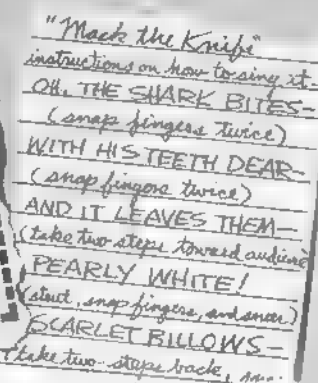 "Mack the Knife"
instructions on how to sing it-
OH, THE SHARK BITES-
(snap fingers twice)
WITH HIS TEETH DEAR-
(snap fingers twice)
AND IT LEAVES THEM-
(take two steps toward audience
PEARLY WHITE!
(strut, snap fingers, and sneer)
SCARLET BILLOWS-
(take two steps back,